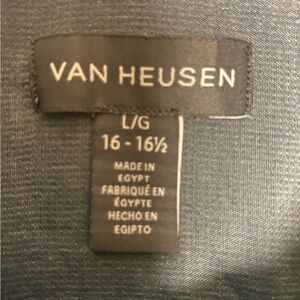 VAN HEUSEN
L/G
16 - 16½
MADE IN
EGYPT
FABRIQUÉ EN
ÉGYPTE
HECHO EN
EGIPTO